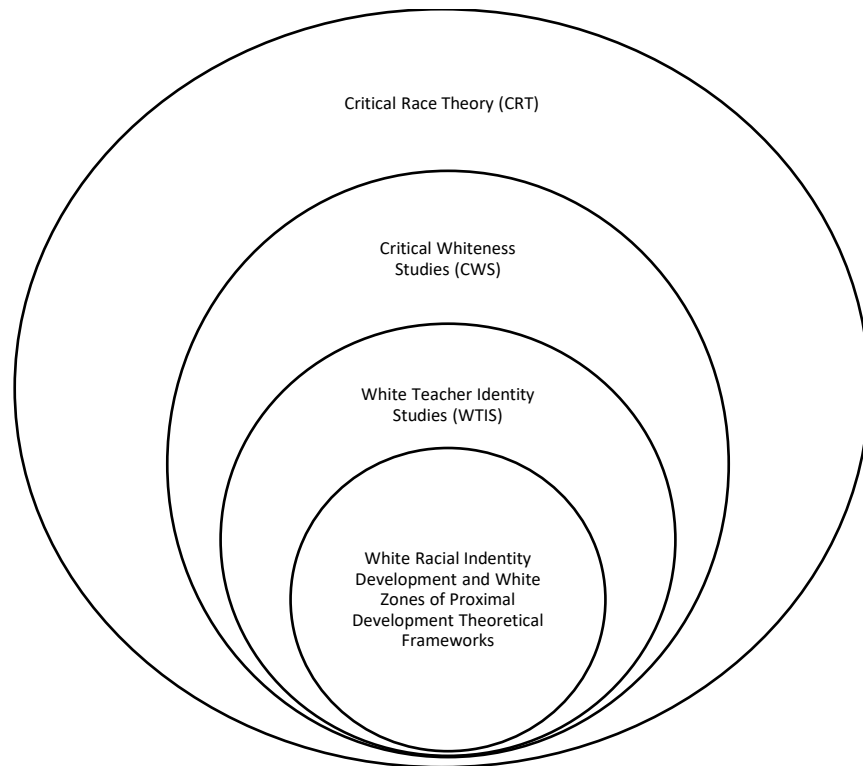 Critical Race Theory (CRT)
Critical Whiteness
Studies (CWS)
White Teacher Identity
Studies (WTIS)
White Racial Indentity
Development and White
Zones of Proximal
Development Theoretical
Frameworks